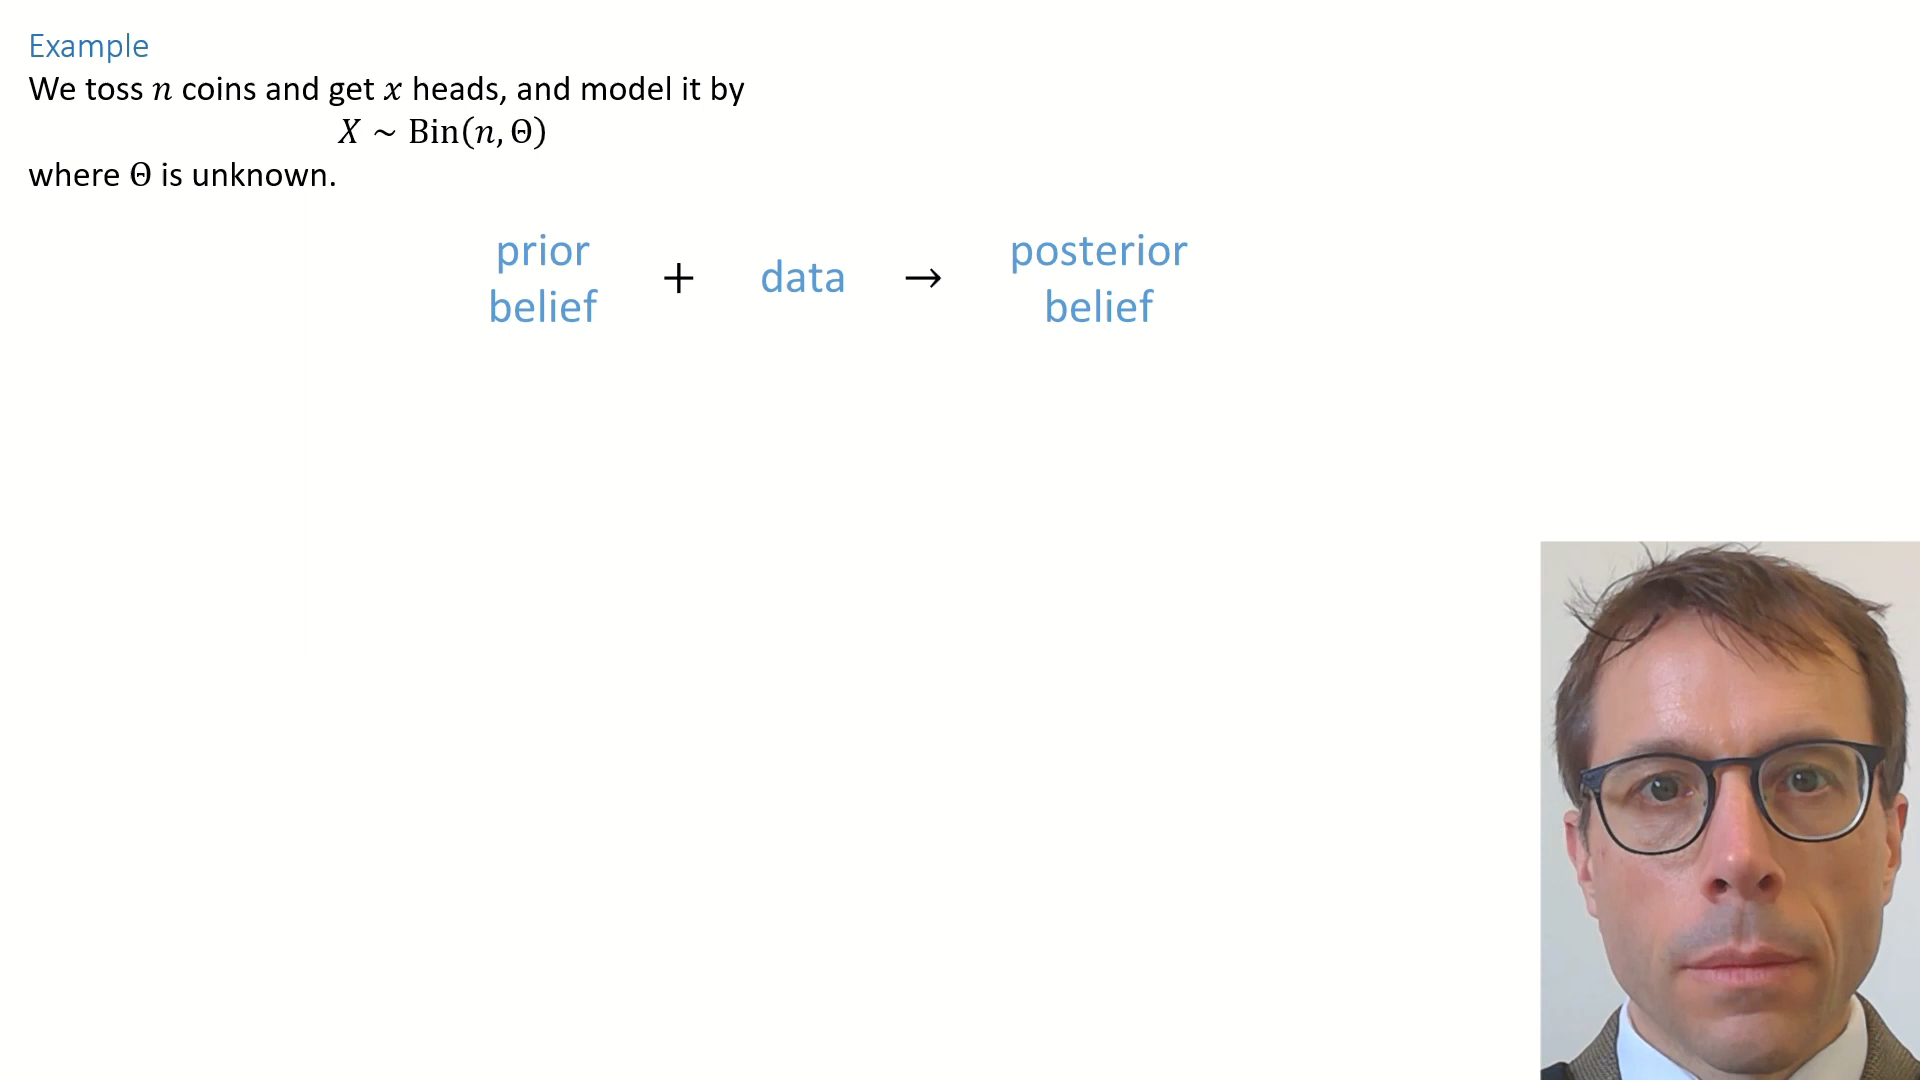 Example
We toss n coins and get x heads, and model it by
X ~ Bin(n, Θ)
where Θ is unknown.
prior belief + data → posterior belief